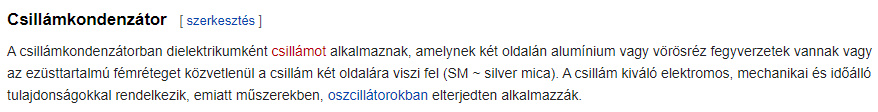 Csillámkondenzátor [ szerkesztés ]
A csillámkondenzátorban dielektrikumként csillámot alkalmaznak, amelynek két oldalán alumínium vagy vörösréz fegyverzetek vannak vagy
az ezüsttartalmú fémréteget közvetlenül a csillám két oldalára viszi fel (SM ~ silver mica). A csillám kiváló elektromos, mechanikai és időálló
tulajdonságokkal rendelkezik, emiatt műszerekben, oszcillátorokban elterjedten alkalmazzák.